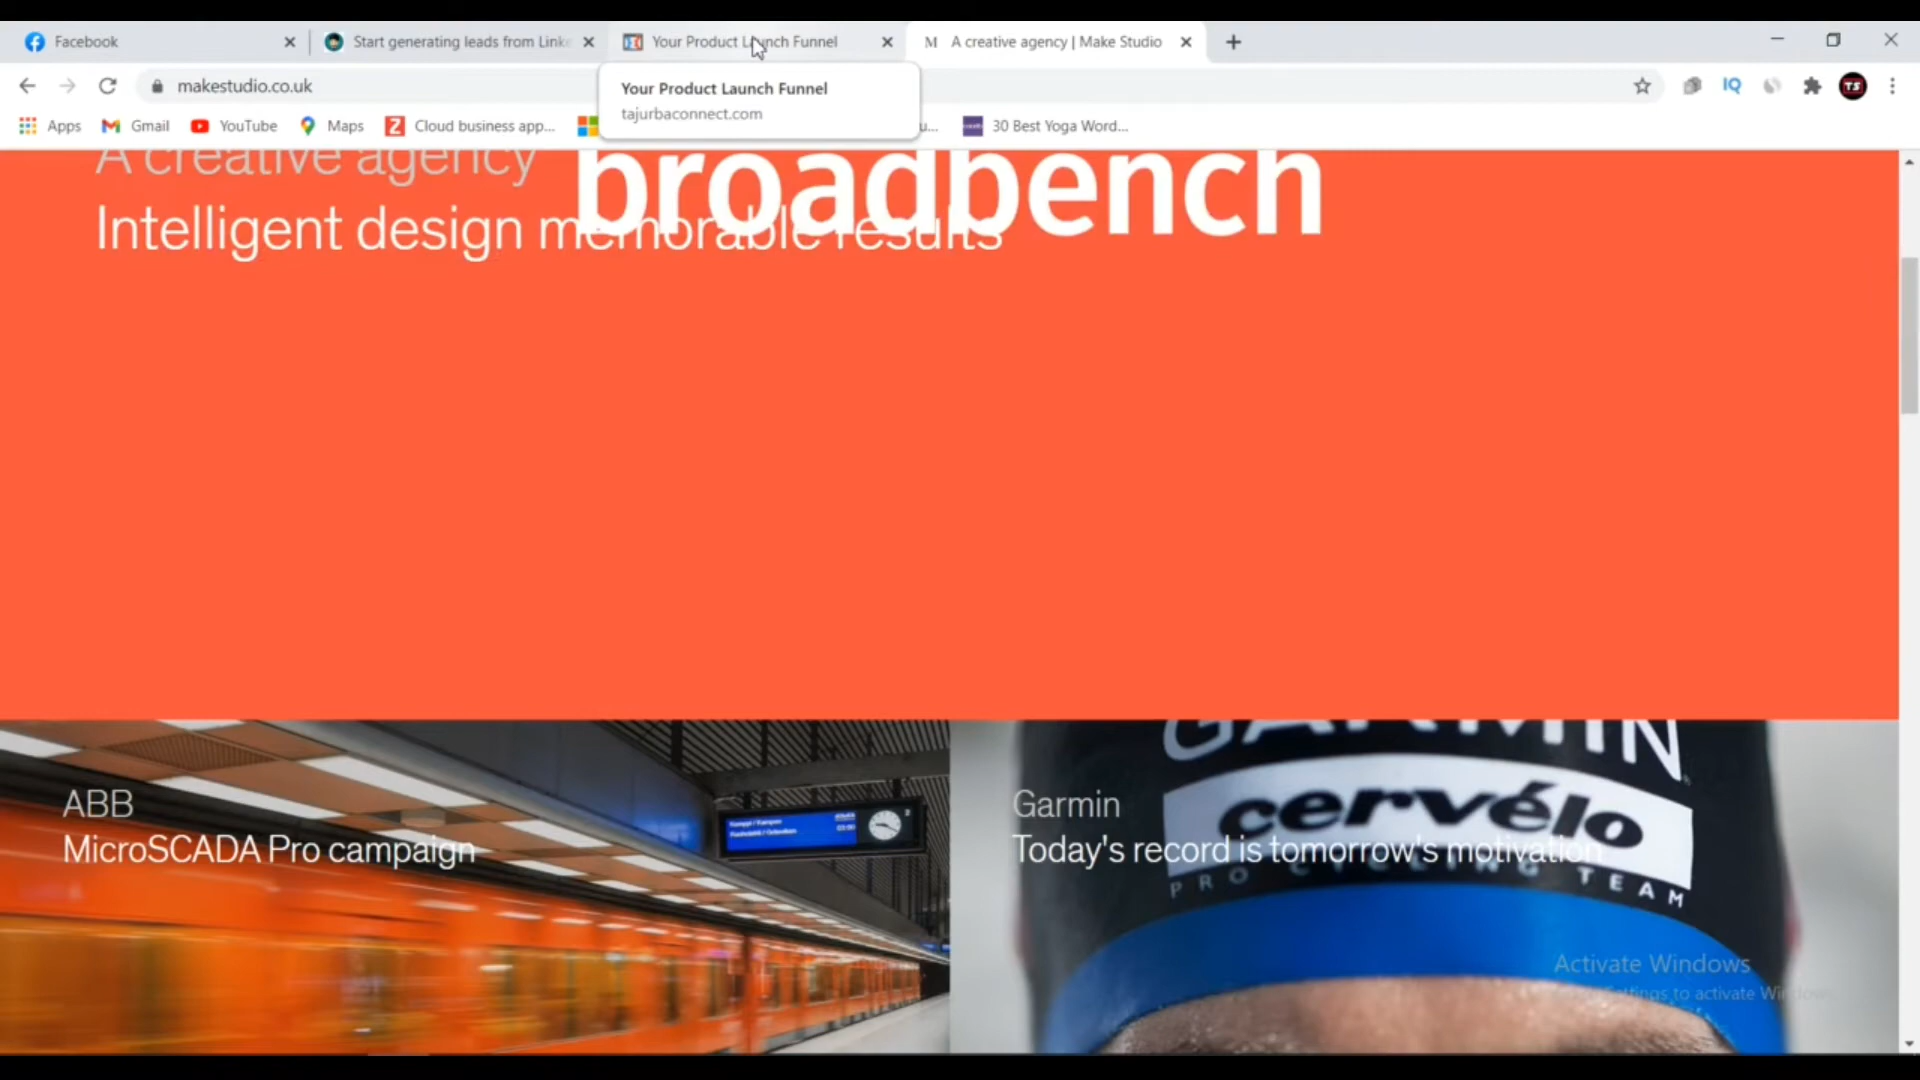 Facebook
Start generating leads from Linke
Your Product Launch Funnel
M A creative agency | Make Studio
makestudio.co.uk
IQ
TS
Your Product Launch Funnel
tajurbaconnect.com
Apps
Gmail
YouTube
Maps
Z Cloud business app...
u...
30 Best Yoga Word...
A creative agency
broadbench
Intelligent design memorable results
ABB
MicroSCADA Pro campaign
GARMIN
Garmin
cervélo
Today's record is tomorrow's motivation
PRO CYCLING TEAM
Activate Windows
to activate Windows